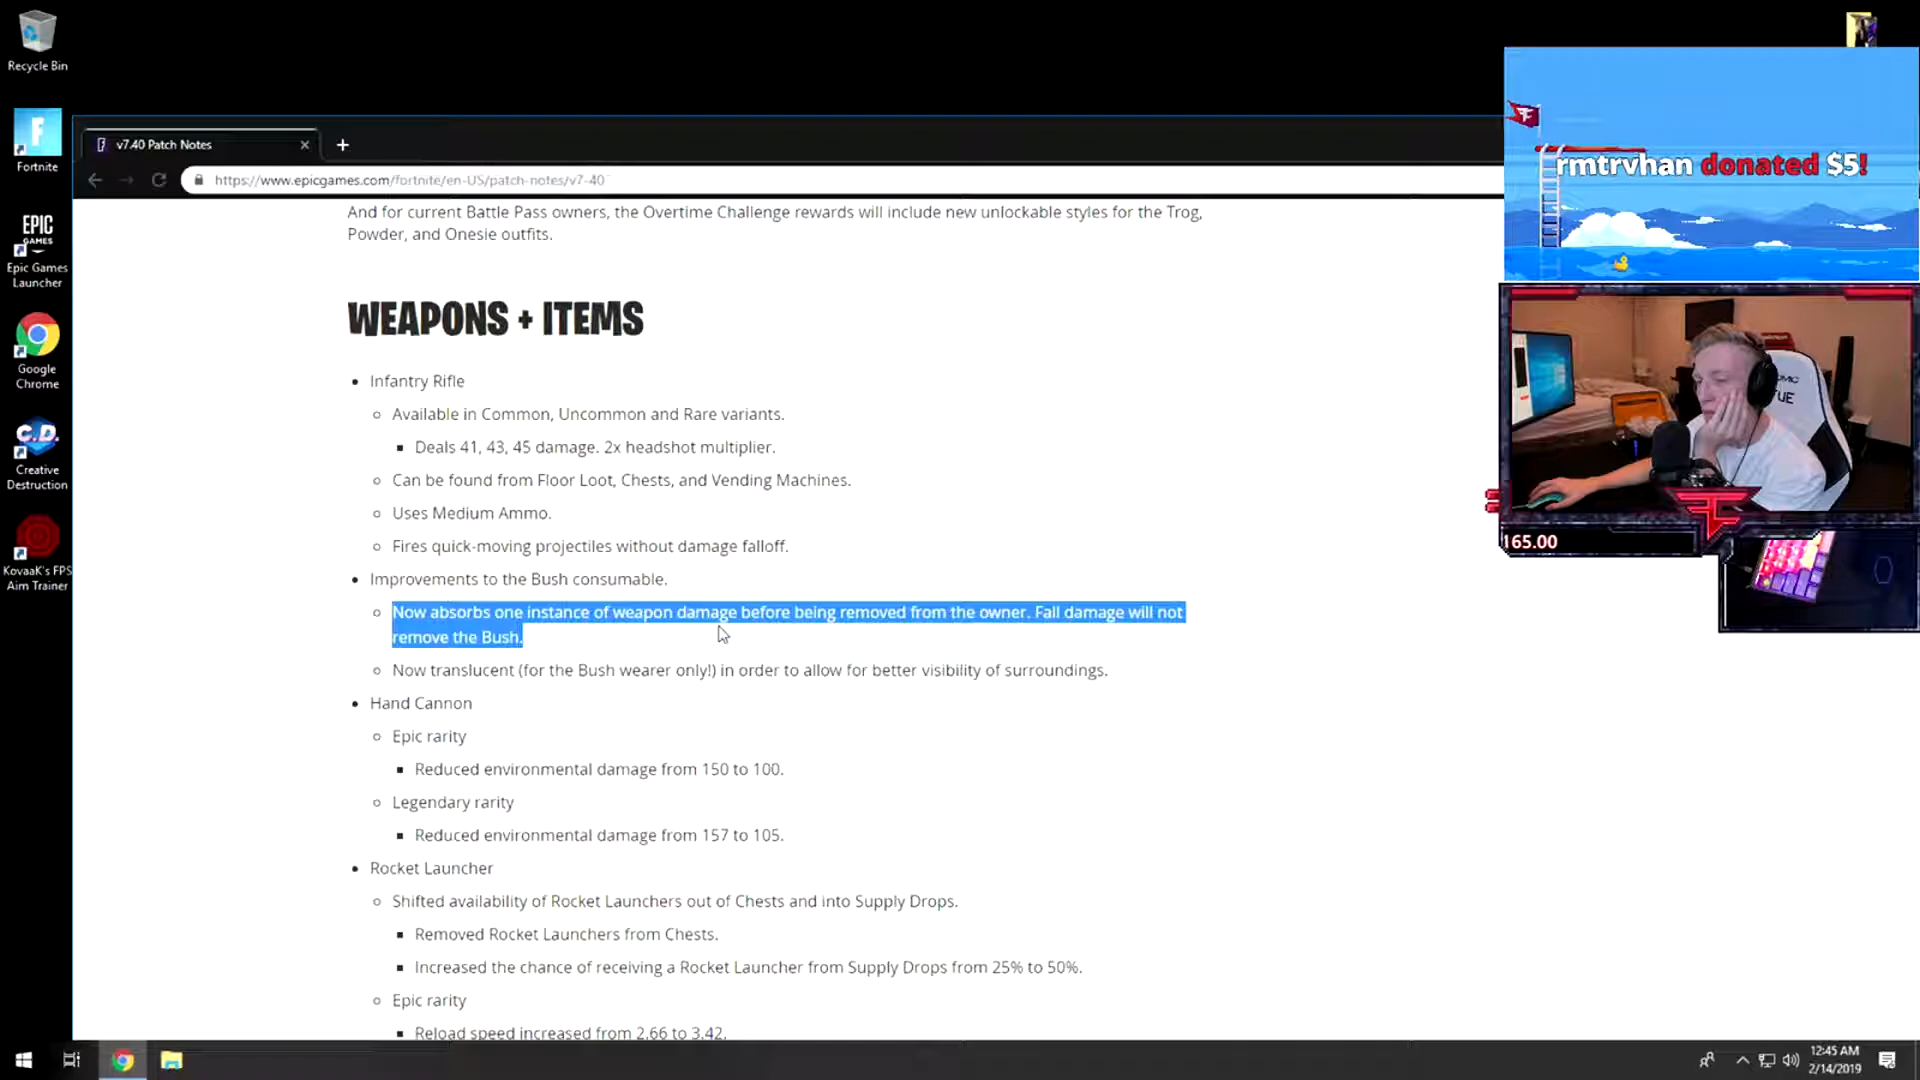 Recycle Bin
Fortnite
EPIC
GAMES
Epic Games
Launcher
Google
Chrome
C.D.
Creative
Destruction
KovaaK's FPS
Aim Trainer
v7.40 Patch Notes
https://www.epicgames.com/fortnite/en-US/patch-notes/v7-40
And for current Battle Pass owners, the Overtime Challenge rewards will include new unlockable styles for the Trog,
Powder, and Onesie outfits.
WEAPONS + ITEMS
Infantry Rifle
Available in Common, Uncommon and Rare variants.
Deals 41, 43, 45 damage. 2x headshot multiplier.
Can be found from Floor Loot, Chests, and Vending Machines.
Uses Medium Ammo.
Fires quick-moving projectiles without damage falloff.
Improvements to the Bush consumable.
Now absorbs one instance of weapon damage before being removed from the owner. Fall damage will not
remove the Bush.
Now translucent (for the Bush wearer only!) in order to allow for better visibility of surroundings.
Hand Cannon
Epic rarity
Reduced environmental damage from 150 to 100.
Legendary rarity
Reduced environmental damage from 157 to 105.
Rocket Launcher
Shifted availability of Rocket Launchers out of Chests and into Supply Drops.
Removed Rocket Launchers from Chests.
Increased the chance of receiving a Rocket Launcher from Supply Drops from 25% to 50%.
Epic rarity
Reload speed increased from 2.66 to 3.42.
rmtrvhan donated $5!
165.00
12:45 AM
2/14/2019